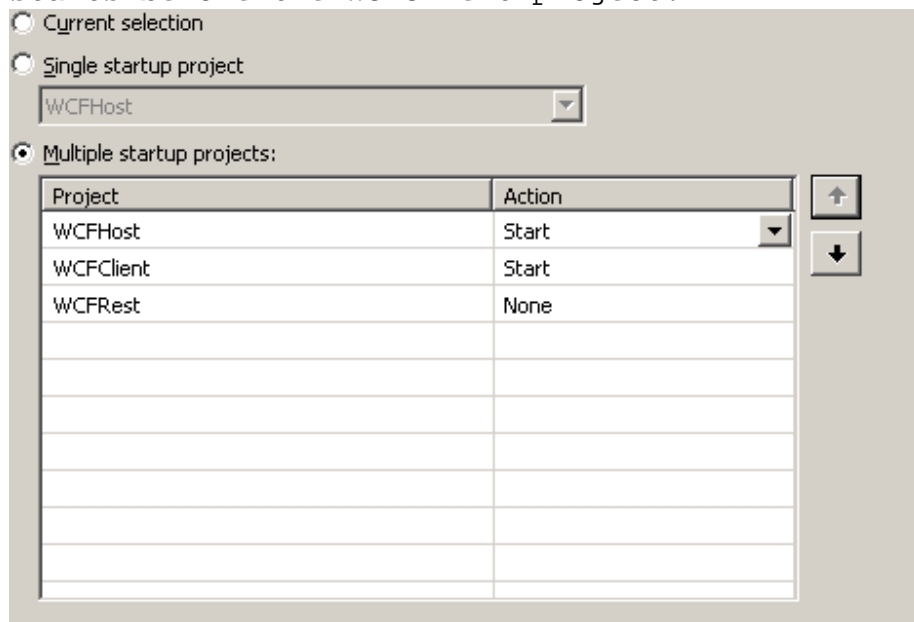 Current selection
Single startup project
WCFHost
Multiple startup projects:
Project Action
WCFHost Start
WCFClient Start
WCFRest None